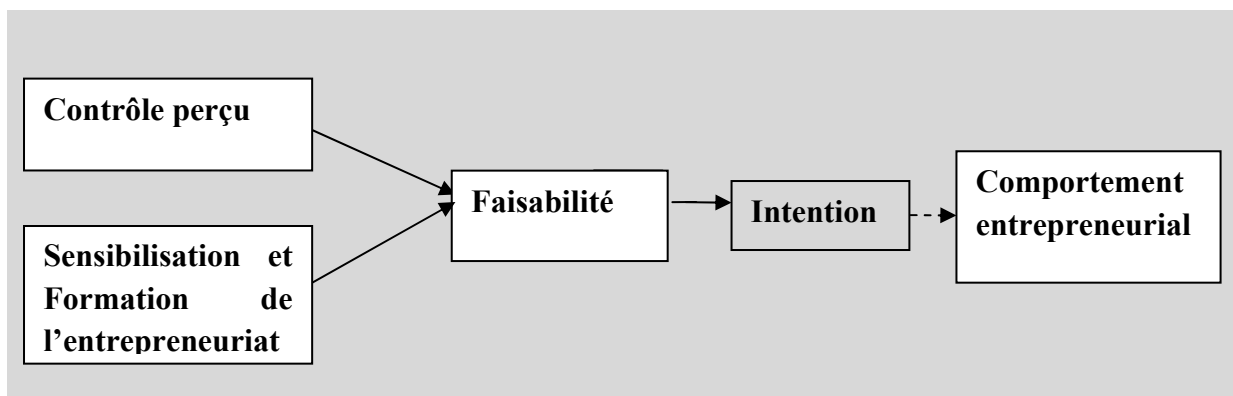 Contrôle perçu
Sensibilisation et
Formation de
l'entrepreneuriat
Faisabilité
Intention
Comportement
entrepreneurial